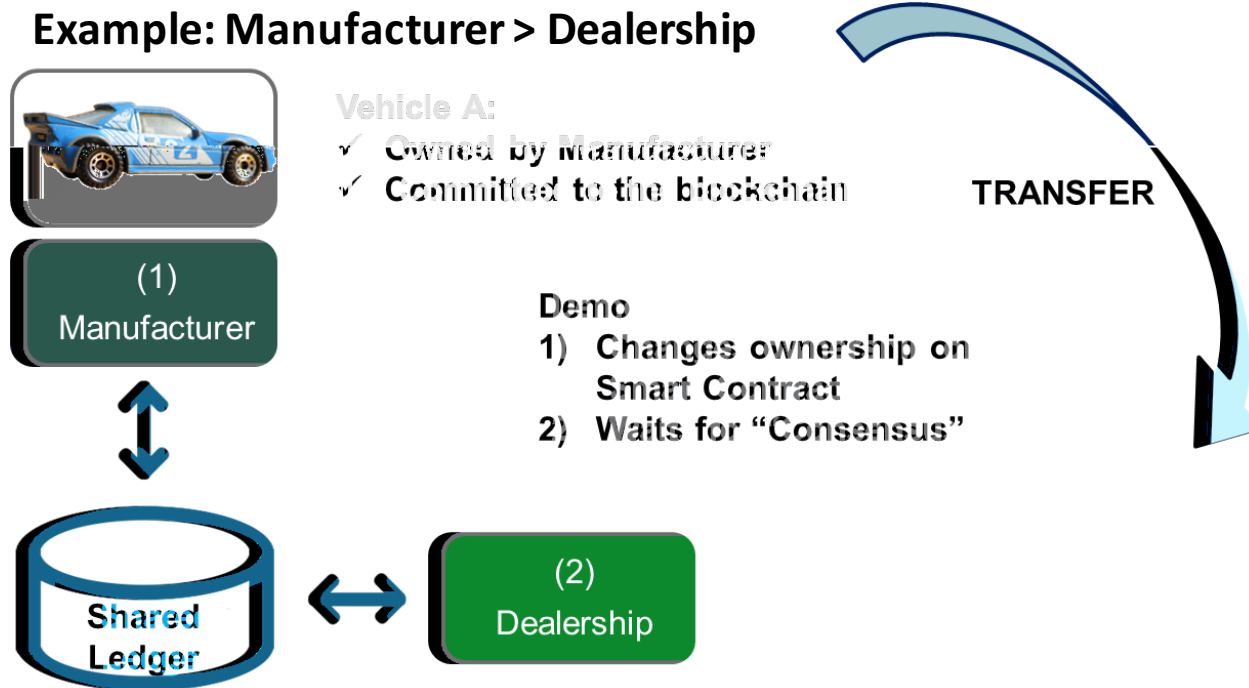 Example: Manufacturer > Dealership
Vehicle A:
✓ Owned by Manufacturer
✓ Committed to the blockchain
TRANSFER
(1)
Manufacturer
Demo
1) Changes ownership on
Smart Contract
2) Waits for “Consensus”
(2)
Dealership
Shared
Ledger